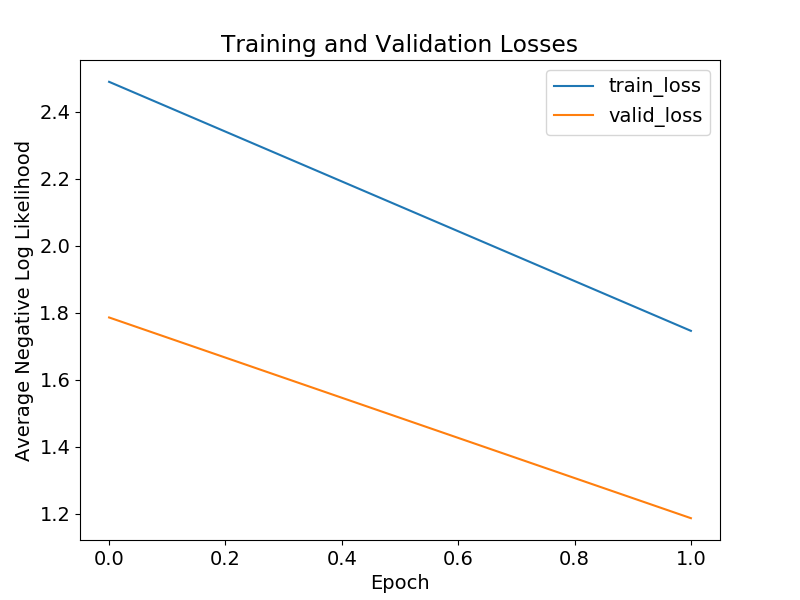 Training and Validation Losses
train_loss
valid_loss
Average Negative Log Likelihood
2.4
2.2
2.0
1.8
1.6
1.4
1.2
0.0 0.2 0.4 0.6 0.8 1.0
Epoch